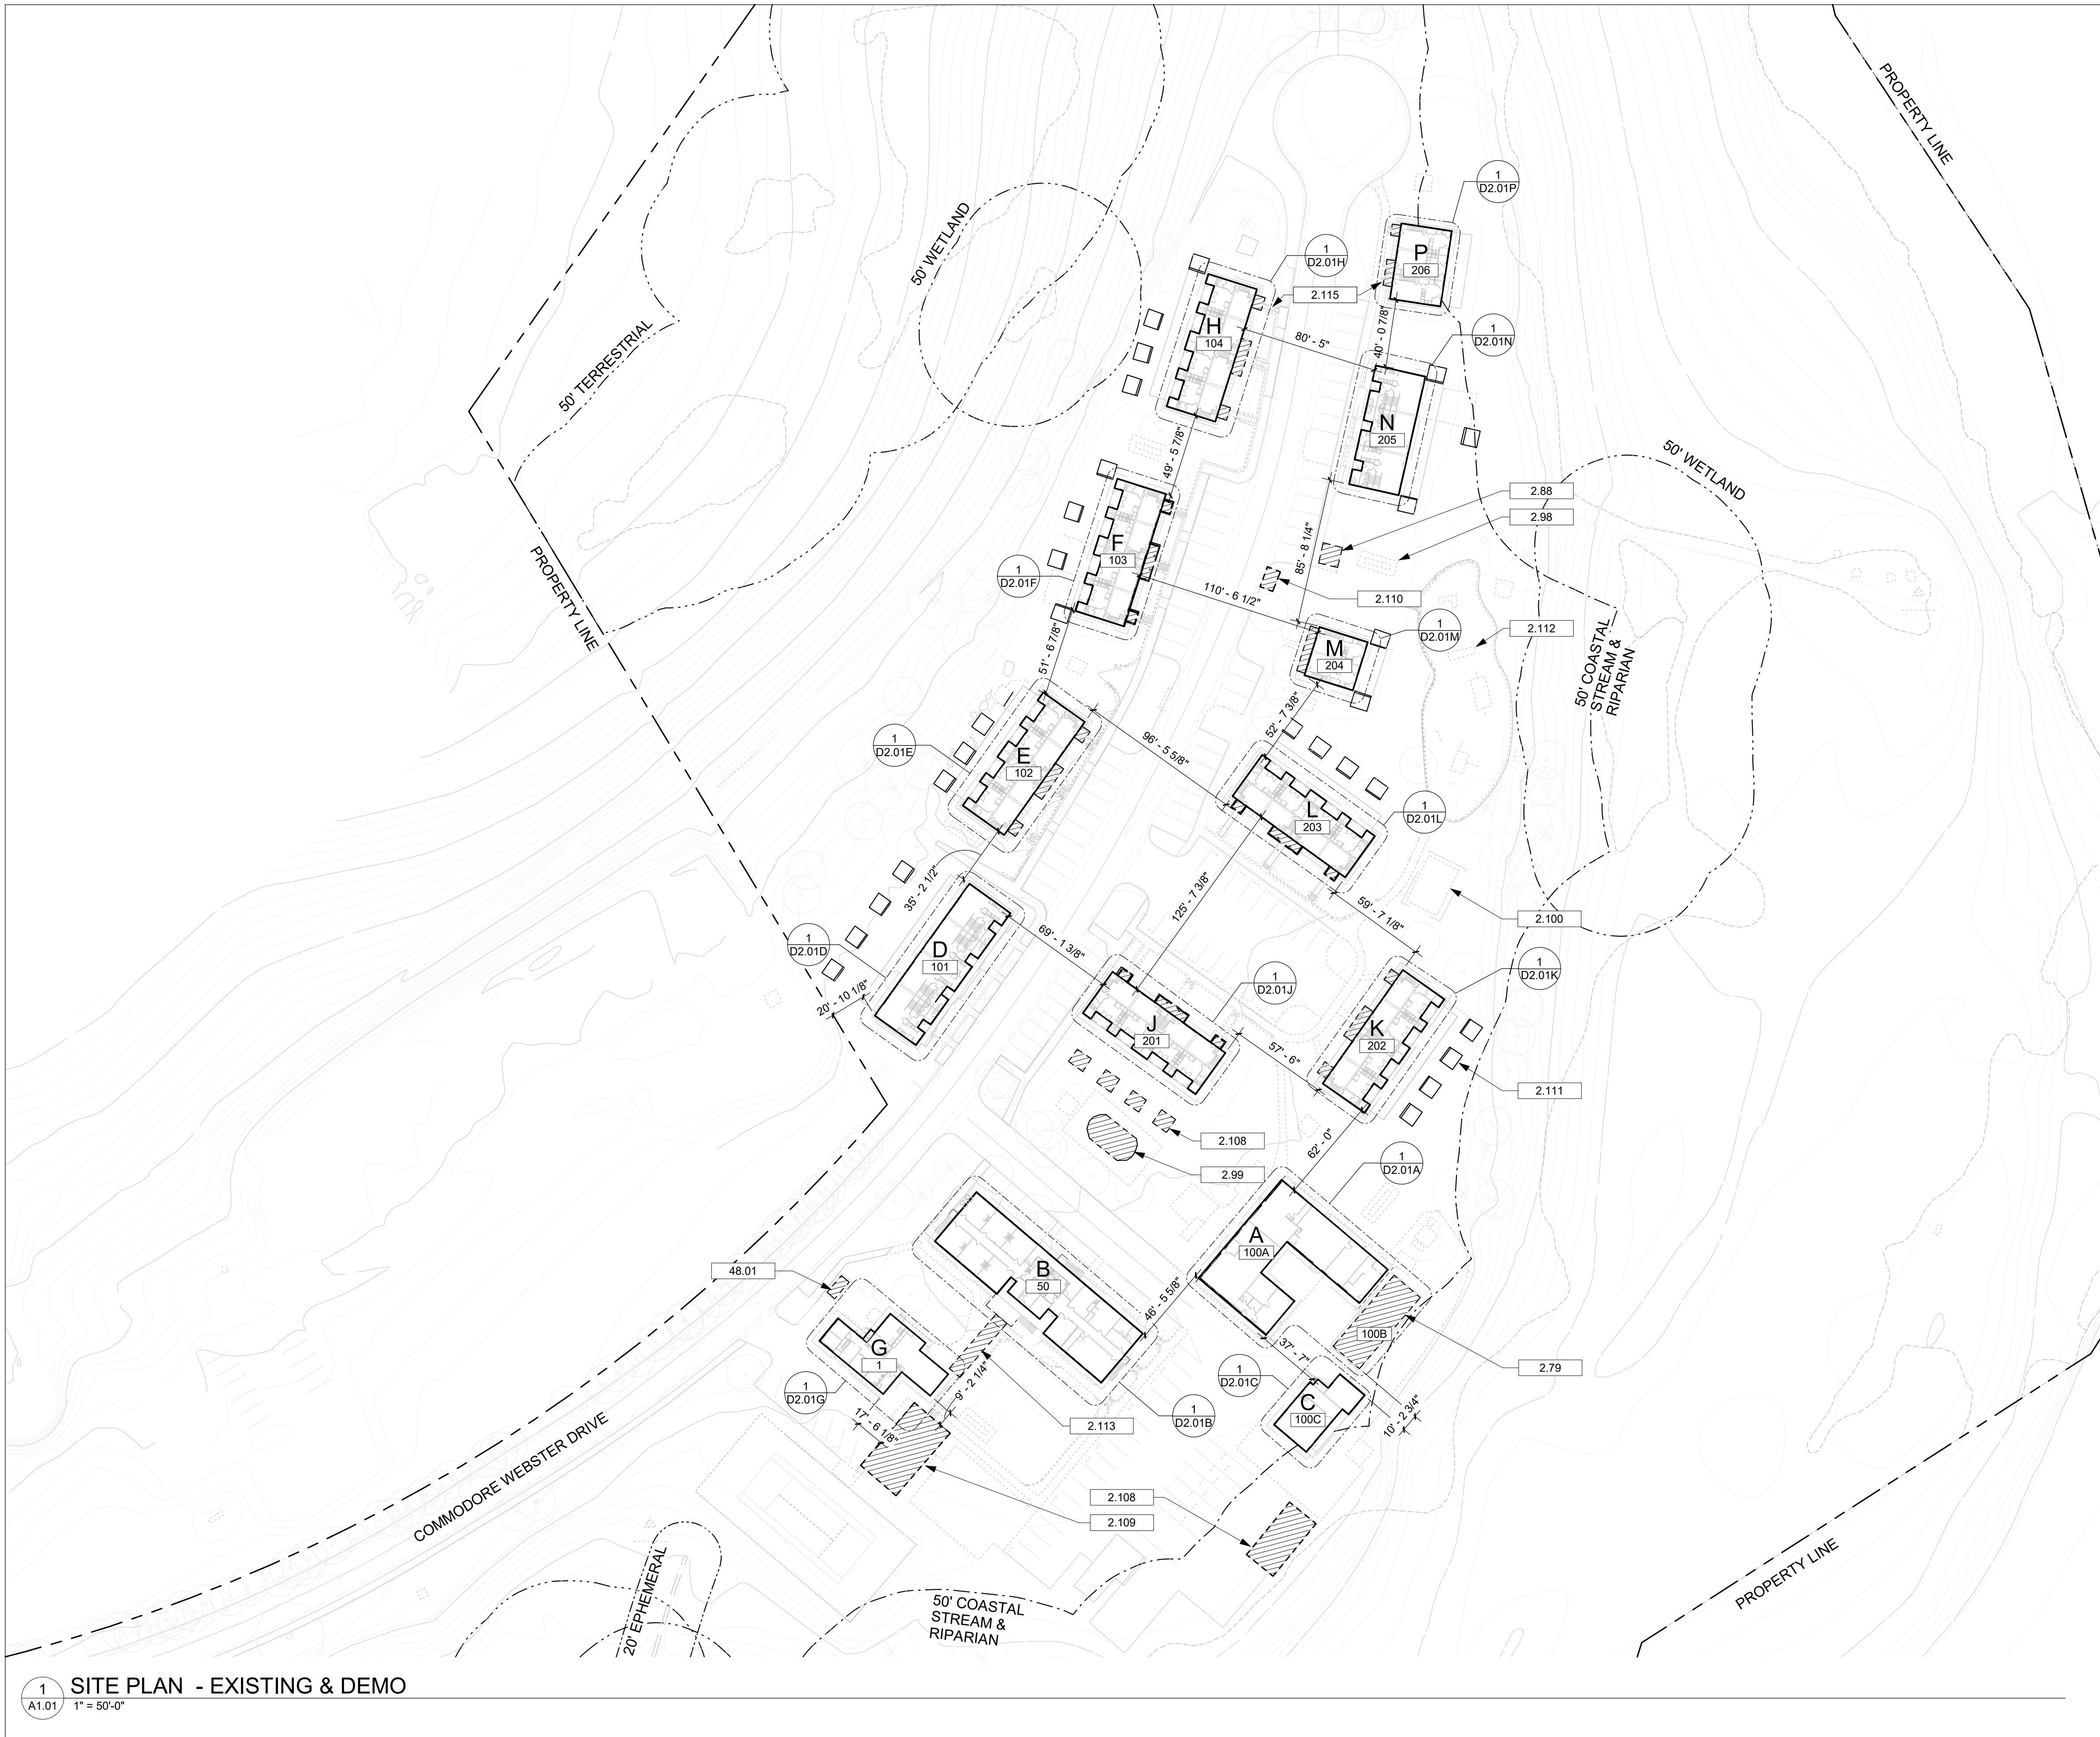 PROPERTY LINE
1
D2.01P
50' WETLAND
P
206
1
D2.01H
2.115
H
104
80' - 5"
40' - 0 7/8"
1
D2.01N
50' TERRESTRIAL
N
205
49' - 5 7/8"
50' WETLAND
2.88
2.98
F
103
1
D2.01F
85' - 8 1/4"
110' - 6 1/2"
2.110
PROPERTY LINE
1
D2.01M
2.112
M
204
51' - 6 7/8"
50' COASTAL
STREAM &
RIPARIAN
52' - 7 3/8"
1
D2.01E
E
102
96' - 5 5/8"
L
203
1
D2.01L
35' - 2 1/2"
125' - 7 3/8"
59' - 7 1/8"
2.100
1
D2.01D
D
101
69' - 1 3/8"
1
D2.01K
1
D2.01J
20' - 10 1/8"
J
201
K
202
57' - 6"
2.111
2.108
62' - 0"
1
D2.01A
2.99
A
100A
48.01
B
50
46' - 5 5/8"
100B
G
1
37' - 7"
2.79
1
D2.01C
1
D2.01G
9' - 2 1/4"
C
100C
10' - 2 3/4"
17' - 6 1/8"
2.113
1
D2.01B
COMMODORE WEBSTER DRIVE
2.108
2.109
PROPERTY LINE
20' EPHEMERAL
50' COASTAL
STREAM &
RIPARIAN
1
A1.01
SITE PLAN - EXISTING & DEMO
1" = 50'-0"